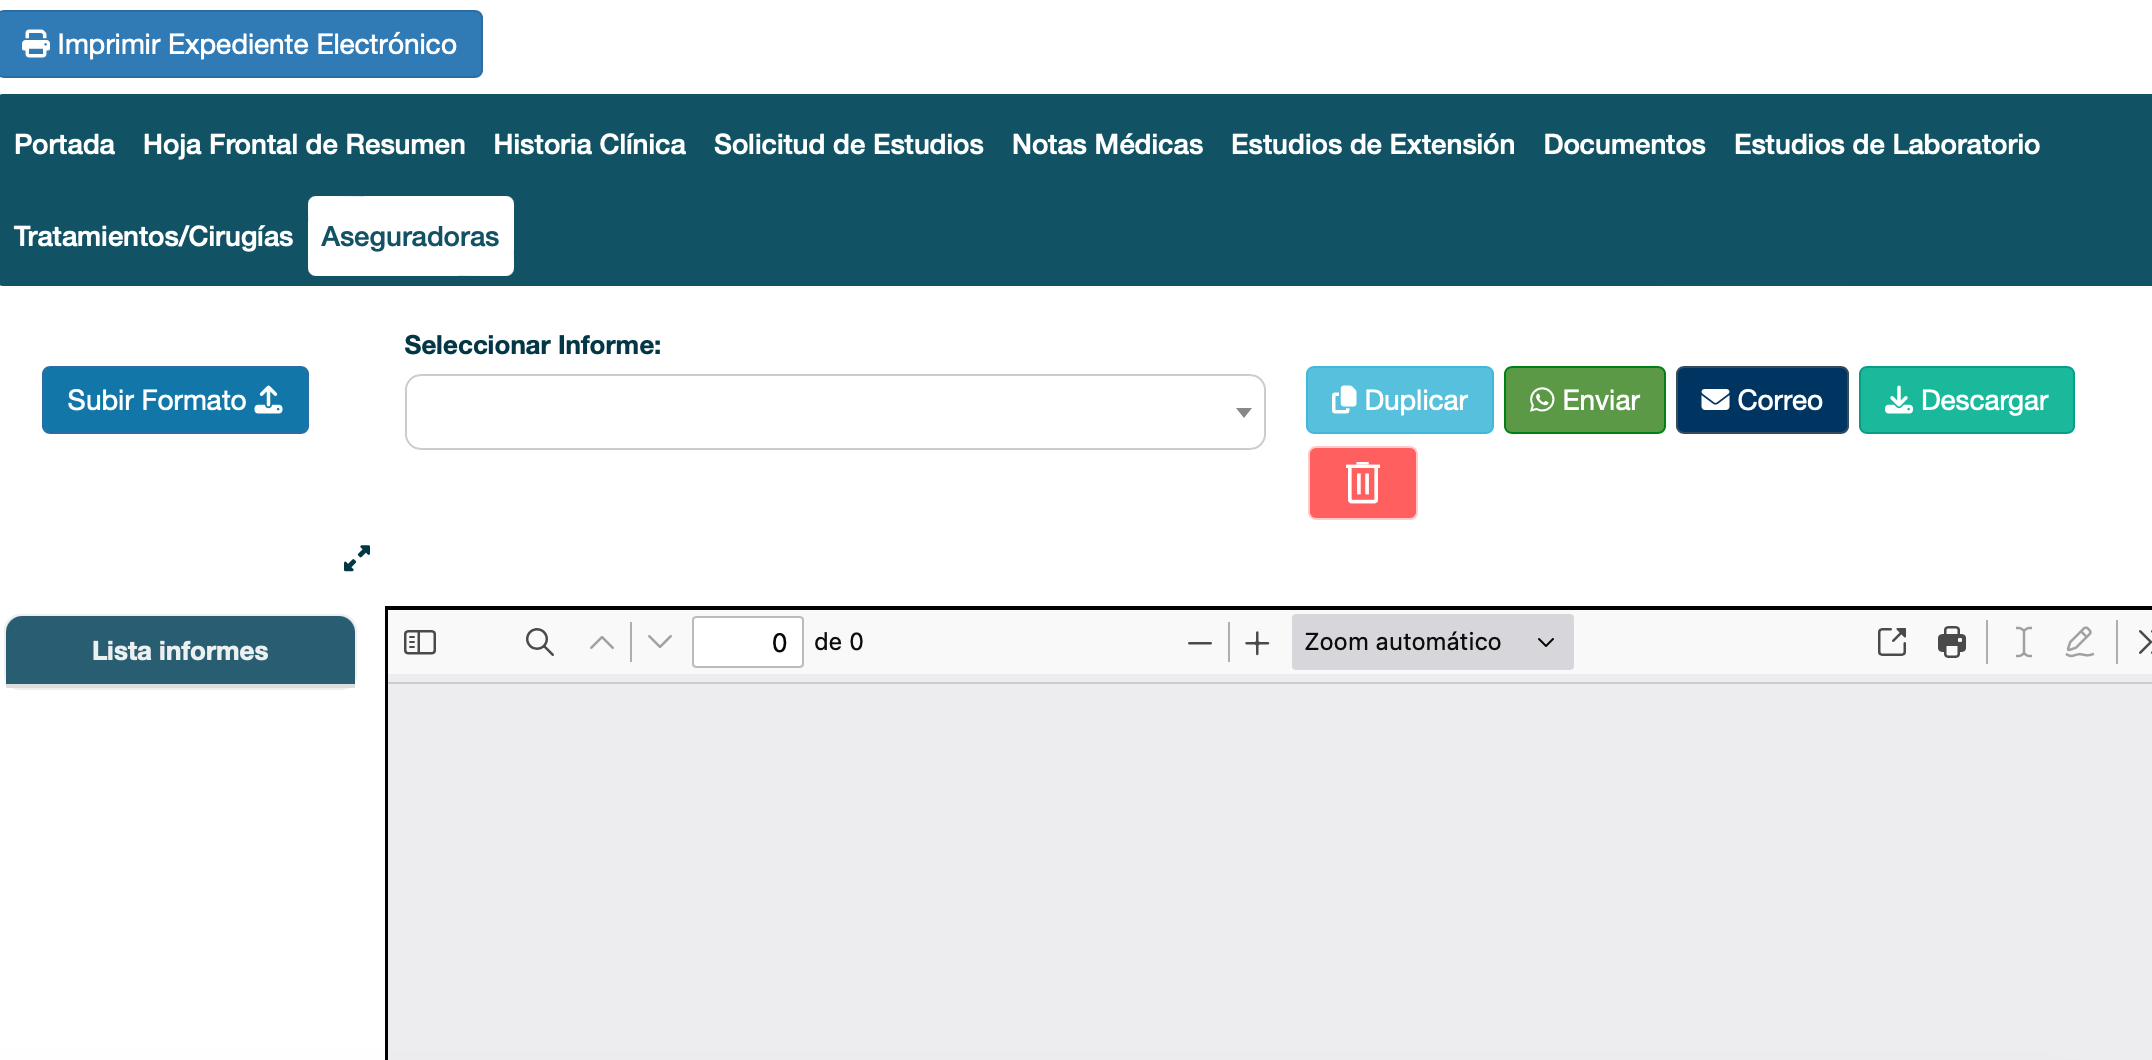 Imprimir Expediente Electrónico
Portada Hoja Frontal de Resumen Historia Clínica Solicitud de Estudios Notas Médicas Estudios de Extensión Documentos Estudios de Laboratorio
Tratamientos/Cirugías Aseguradoras
Seleccionar Informe:
Subir Formato Duplicar Enviar Correo Descargar
Lista informes 0 de 0 Zoom automático